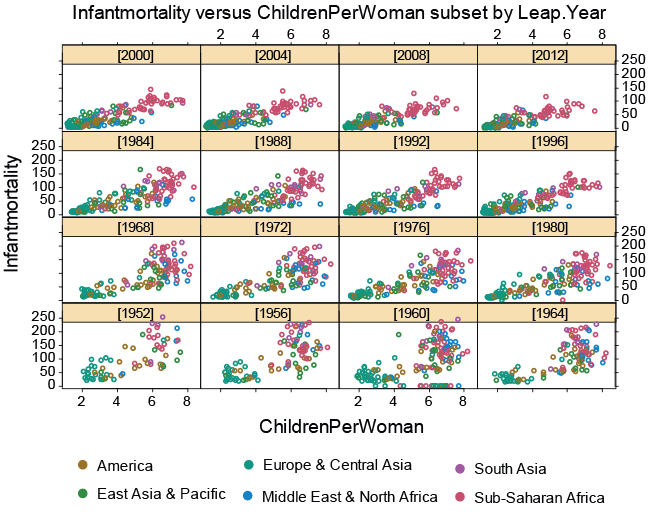 Infantmortality versus ChildrenPerWoman subset by Leap.Year
2 4 6 8 2 4 6 8
[2000] [2004] [2008] [2012]
250
200
150
100
50
0
[1984] [1988] [1992] [1996]
250
200
150
100
50
0
[1968] [1972] [1976] [1980]
250
200
150
100
50
0
[1952] [1956] [1960] [1964]
250
200
150
100
50
0
2 4 6 8 2 4 6 8
Infantmortality
ChildrenPerWoman
America
Europe & Central Asia
South Asia
East Asia & Pacific
Middle East & North Africa
Sub-Saharan Africa